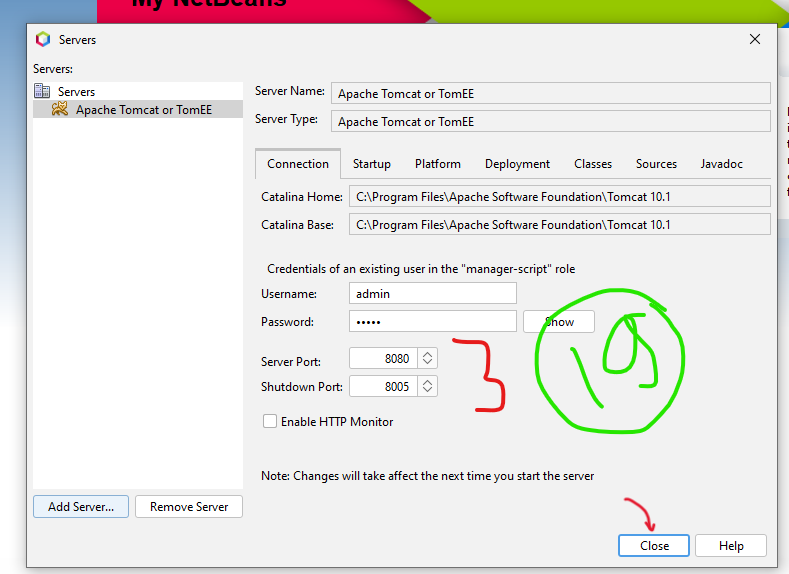 My NetBeans
Servers
Servers:
Servers
Apache Tomcat or TomEE
Server Name: Apache Tomcat or TomEE
Server Type: Apache Tomcat or TomEE
Connection Startup Platform Deployment Classes Sources Javadoc
Catalina Home: C:\Program Files\Apache Software Foundation\Tomcat 10.1
Catalina Base: C:\Program Files\Apache Software Foundation\Tomcat 10.1
Credentials of an existing user in the "manager-script" role
Username: admin
Password: ••••• Show
Server Port: 8080
Shutdown Port: 8005
19
Enable HTTP Monitor
Note: Changes will take affect the next time you start the server
Add Server... Remove Server
Close Help